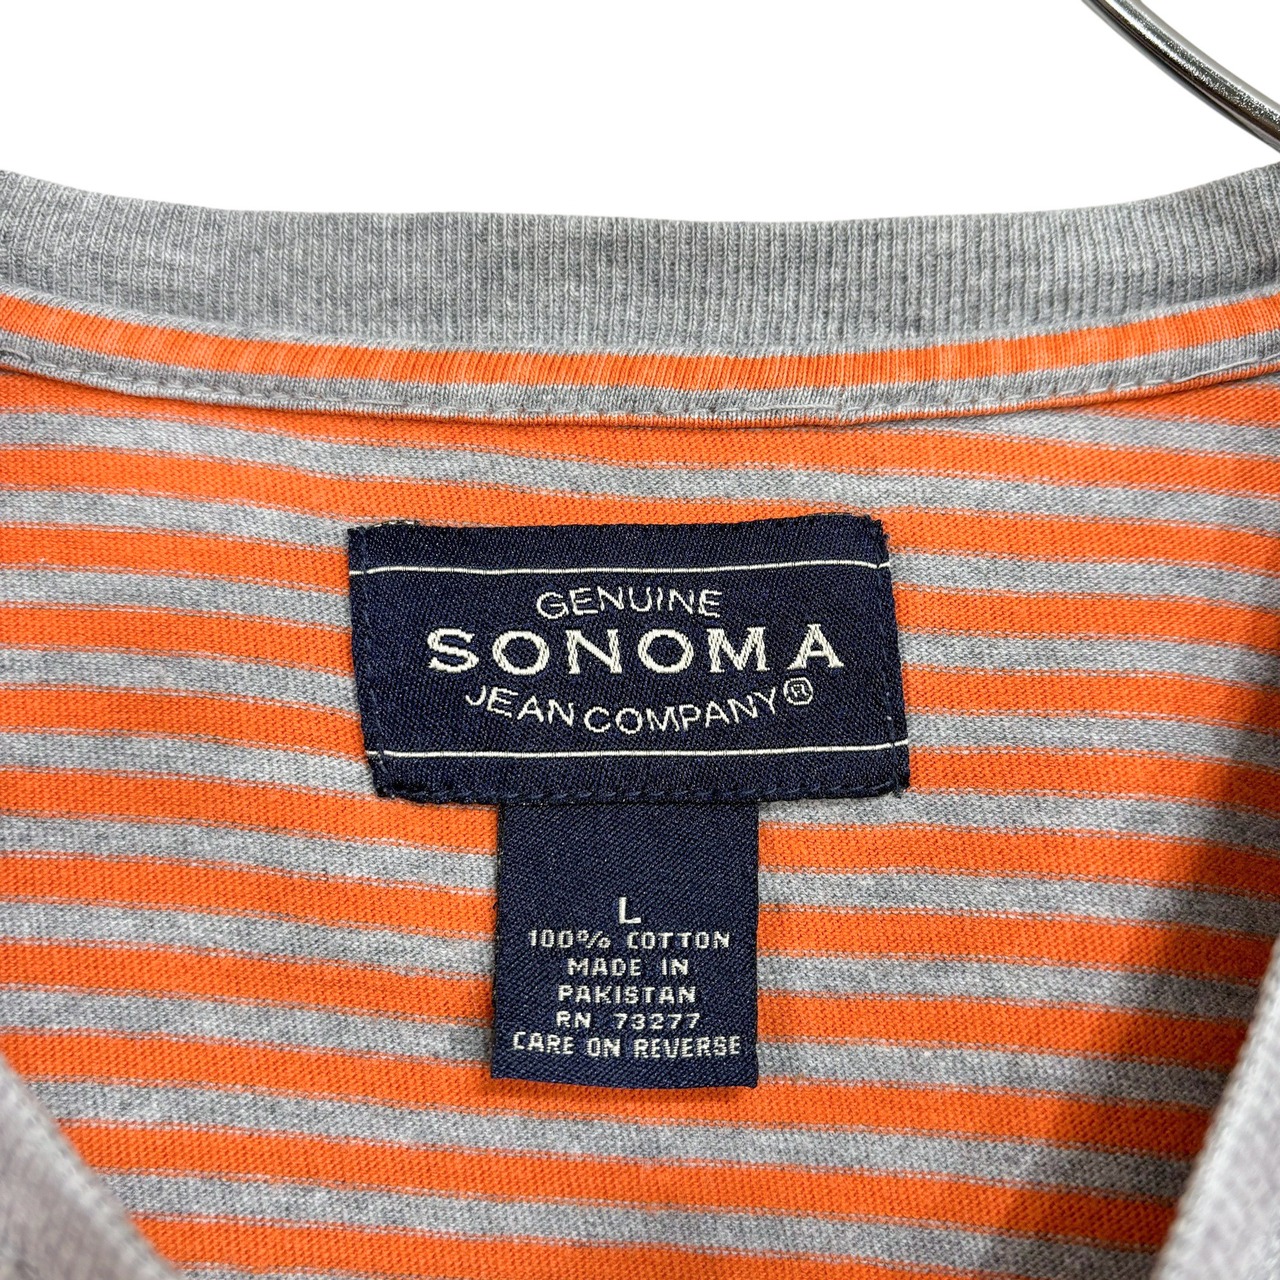 GENUINE
SONOMA
JEAN COMPANY®
L
100% COTTON
MADE IN
PAKISTAN
RN 73277
CARE ON REVERSE